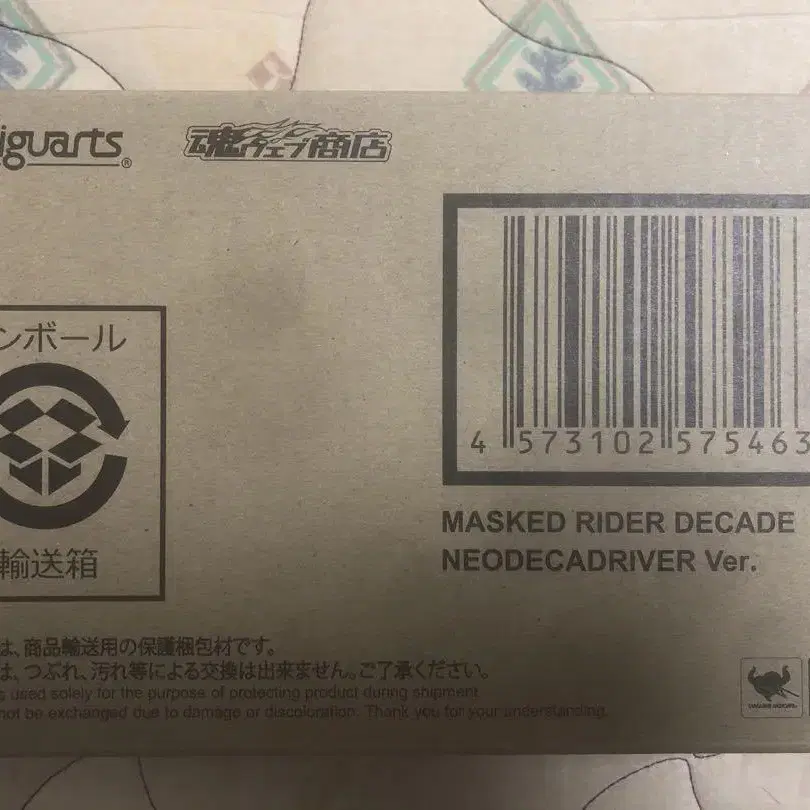 iguarts®
魂ウェブ商店
4 573102 575463
MASKED RIDER DECADE
NEODECADRIVER Ver.
ンボール
輸送箱
は、商品輸送用の保護梱包材です。
は、つぶれ、汚れ等による交換は出来ません。ご了承ください。
s used solely for the purpose of protecting product during shipment
not be exchanged due to damage or discoloration. Thank you for your understanding.